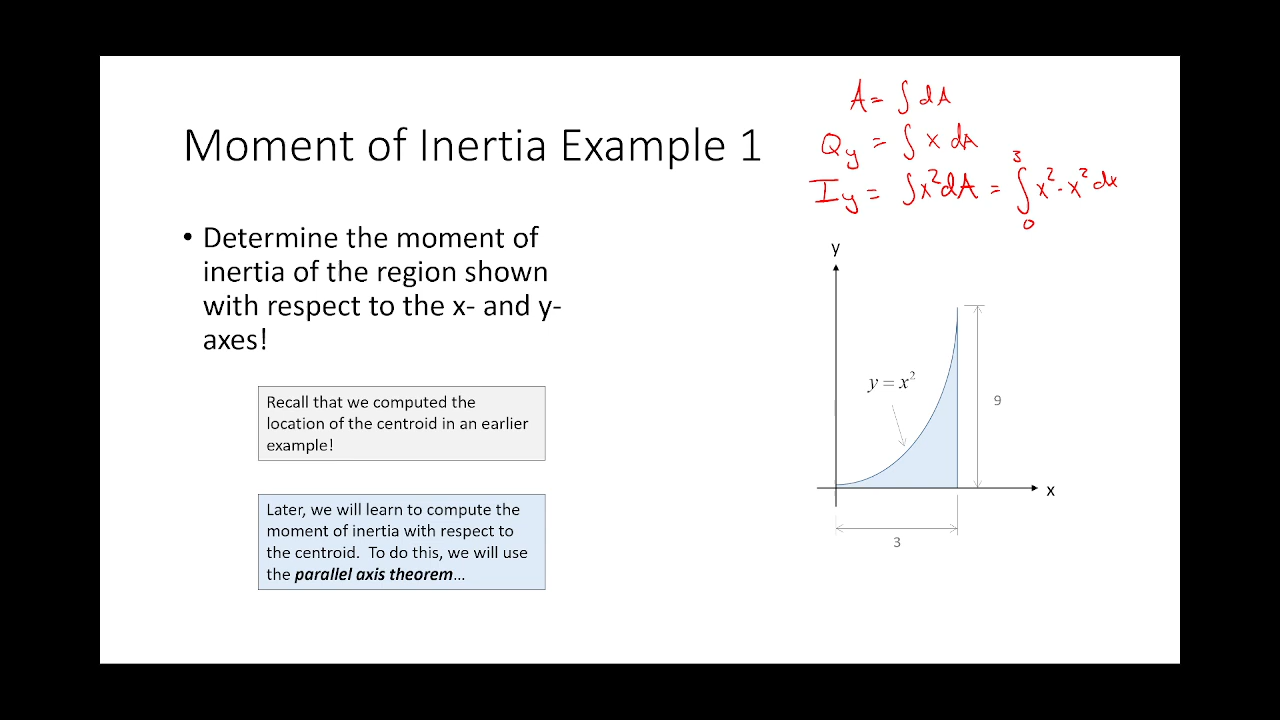 Moment of Inertia Example 1
A = ∫ dA
Q_y = ∫ x dA
I_y = ∫x²dA = ∫₀³ x² · x² dx
• Determine the moment of
inertia of the region shown
with respect to the x- and y-
axes!
Recall that we computed the
location of the centroid in an earlier
example!
Later, we will learn to compute the
moment of inertia with respect to
the centroid. To do this, we will use
the parallel axis theorem…
y
y = x²
9
x
3